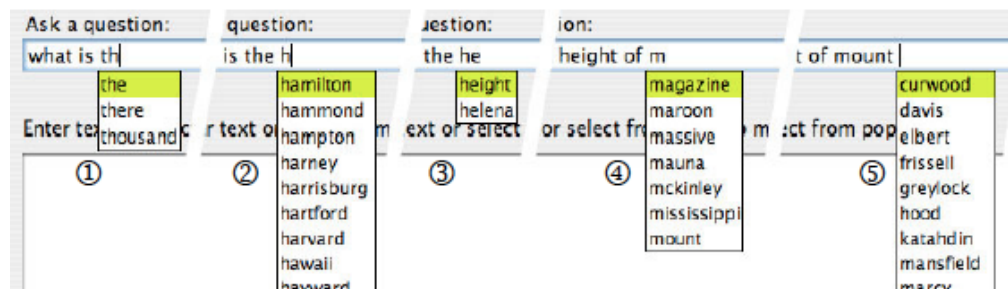 Ask a question:
question:
uestion:
ion:
what is th
is the h
the he
height of m
t of mount
the
there
thousand
hamilton
hammond
hampton
harney
harrisburg
hartford
harvard
hawaii
hayward
height
helena
magazine
maroon
massive
mauna
mckinley
mississippi
mount
curwood
davis
elbert
frissell
greylock
hood
katahdin
mansfield
marcy
Enter te
r text o
m
ext or select
or select fr
o m
ect from pop
①
②
③
④
⑤